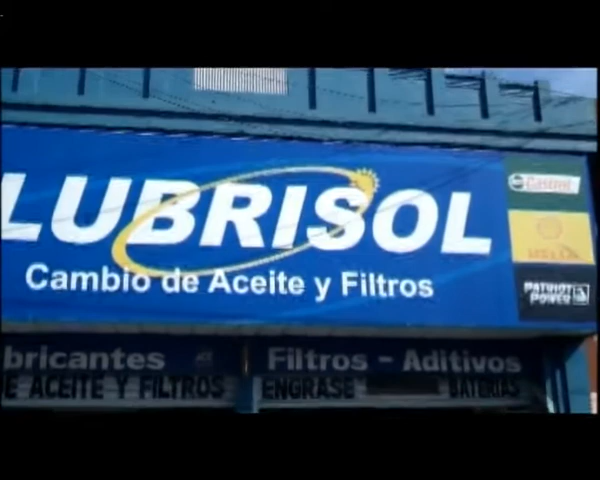 LUBRISOL
Cambio de Aceite y Filtros
Castrol
SHELL
PATRIOT
POWER
bricantes
Filtros - Aditivos
E ACEITE Y FILTROS
ENGRASE
BATERIAS